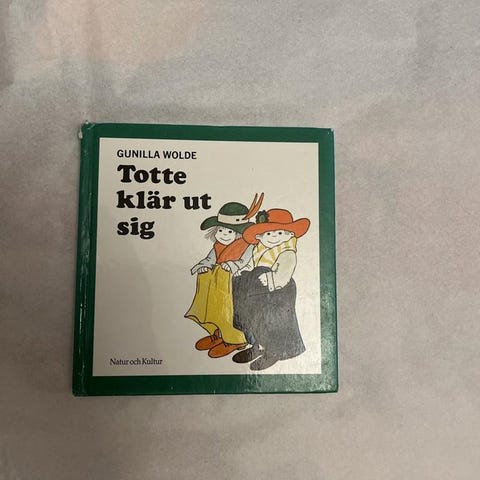 GUNILLA WOLDE
Totte
klär ut
sig
Natur och Kultur